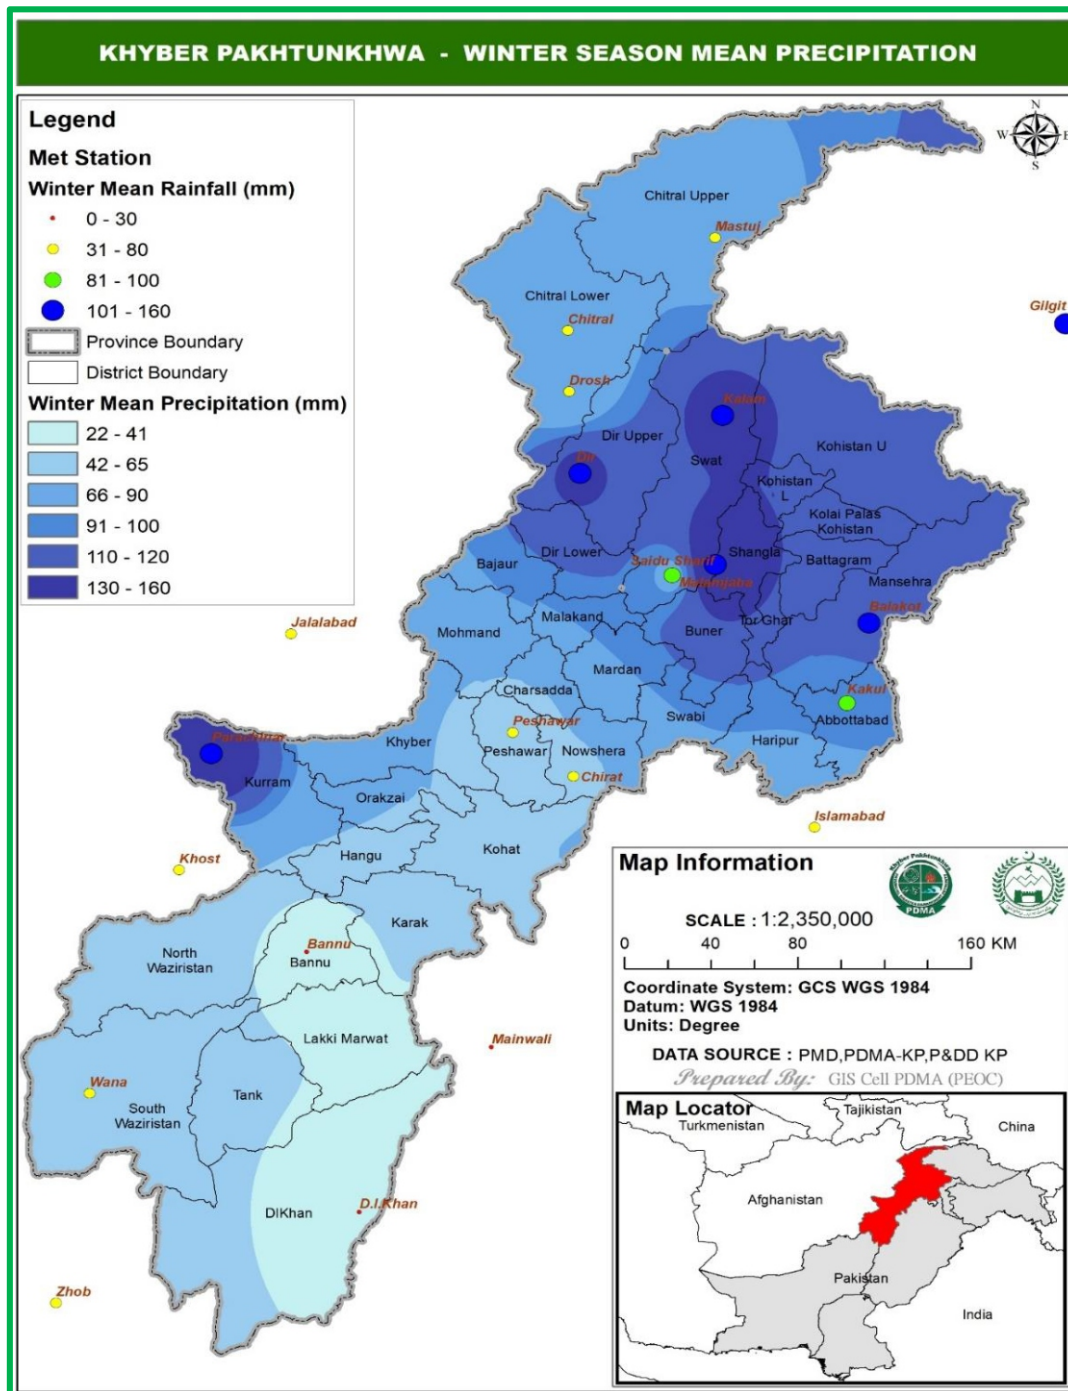 KHYBER PAKHTUNKHWA - WINTER SEASON MEAN PRECIPITATION
Legend
Met Station
Winter Mean Rainfall (mm)
0 - 30
31 - 80
81 - 100
101 - 160
Province Boundary
District Boundary
Winter Mean Precipitation (mm)
22 - 41
42 - 65
66 - 90
91 - 100
110 - 120
130 - 160
N
W E
S
Chitral Upper
Mastuj
Chitral Lower
Chitral
Gilgit
Drosh
Kalam
Dir Upper
Kohistan U
Dir
Swat
Kohistan
L
Kolai Palas
Kohistan
Dir Lower
Shangla
Bajaur
Saidu Sharif
Battagram
Malamjaba
Mansehra
Balakot
Jalalabad
Malakand
Tor Ghar
Mohmand
Buner
Mardan
Charsadda
Kakul
Peshawar
Swabi
Abbottabad
Parachinar
Khyber
Peshawar
Nowshera
Haripur
Kurram
Chirat
Orakzai
Islamabad
Khost
Hangu
Kohat
Karak
North
Waziristan
Bannu
Bannu
Lakki Marwat
Mainwali
Wana
Tank
South
Waziristan
DIKhan
D.I.Khan
Zhob
Map Information
PDMA
SCALE : 1:2,350,000
0 40 80 160 KM
Coordinate System: GCS WGS 1984
Datum: WGS 1984
Units: Degree
DATA SOURCE : PMD,PDMA-KP,P&DD KP
Prepared By: GIS Cell PDMA (PEOC)
Map Locator
Tajikistan
Turkmenistan
China
Afghanistan
Pakistan
India